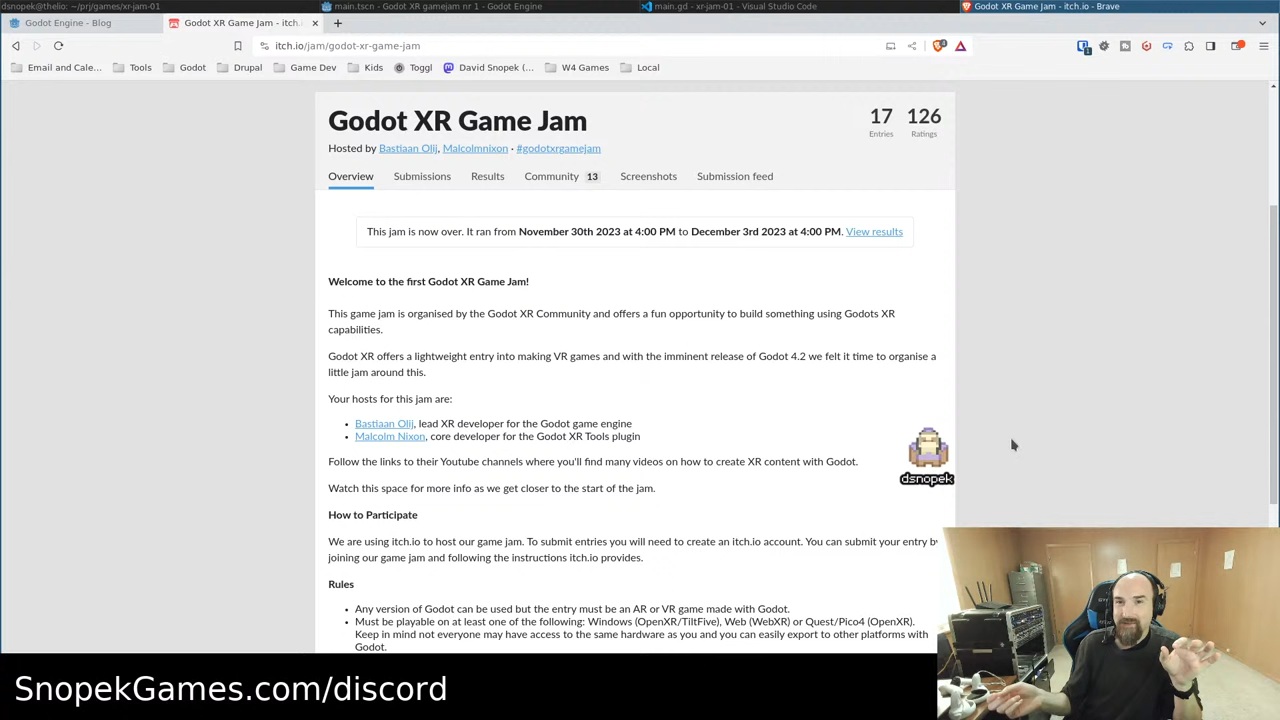 dsnopek@thelio: ~/prj/games/xr-jam-01
main.tscn - Godot XR gamejam nr 1 - Godot Engine
main.gd - xr-jam-01 - Visual Studio Code
Godot XR Game Jam - itch.io - Brave
Godot Engine - Blog
Godot XR Game Jam - itch.i
itch.io/jam/godot-xr-game-jam
Email and Cale...
Tools
Godot
Drupal
Game Dev
Kids
Toggl
David Snopek (...
W4 Games
Local
Godot XR Game Jam
17
126
Entries
Ratings
Hosted by Bastiaan Olij, Malcolmnixon · #godotxrgamejam
Overview
Submissions
Results
Community 13
Screenshots
Submission feed
This jam is now over. It ran from November 30th 2023 at 4:00 PM to December 3rd 2023 at 4:00 PM. View results
Welcome to the first Godot XR Game Jam!
This game jam is organised by the Godot XR Community and offers a fun opportunity to build something using Godots XR
capabilities.
Godot XR offers a lightweight entry into making VR games and with the imminent release of Godot 4.2 we felt it time to organise a
little jam around this.
Your hosts for this jam are:
Bastiaan Olij, lead XR developer for the Godot game engine
Malcolm Nixon, core developer for the Godot XR Tools plugin
Follow the links to their Youtube channels where you'll find many videos on how to create XR content with Godot.
dsnopek
Watch this space for more info as we get closer to the start of the jam.
How to Participate
We are using itch.io to host our game jam. To submit entries you will need to create an itch.io account. You can submit your entry b
joining our game jam and following the instructions itch.io provides.
Rules
Any version of Godot can be used but the entry must be an AR or VR game made with Godot.
Must be playable on at least one of the following: Windows (OpenXR/TiltFive), Web (WebXR) or Quest/Pico4 (OpenXR).
Keep in mind not everyone may have access to the same hardware as you and you can easily export to other platforms with
Godot.
SnopekGames.com/discord